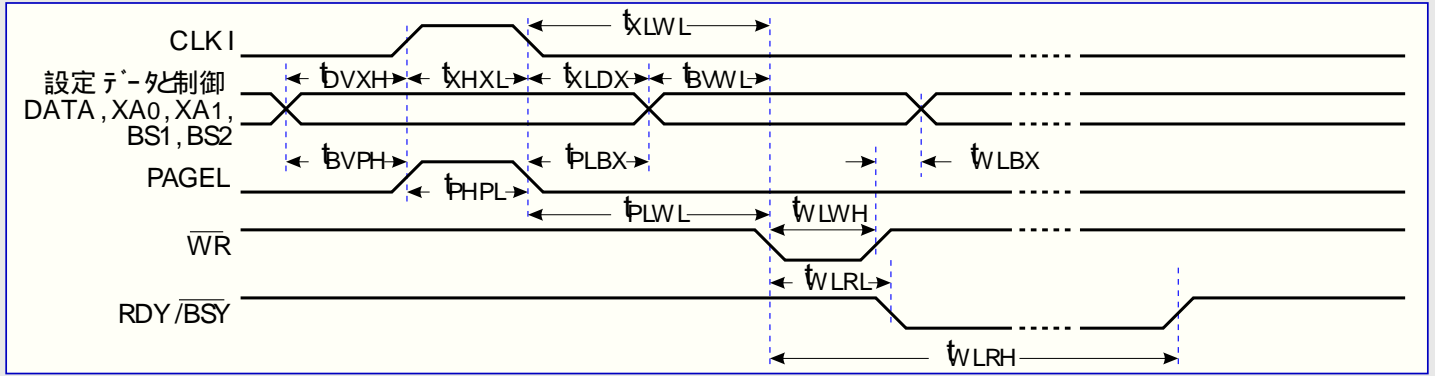 tXLWL
CLKI
設定データと制御
DATA, XA0, XA1,
BS1, BS2
tDVXH
tXHXL
tXLDX
tBVWL
tBVPH
tPLBX
tWLBX
PAGEL
tPHPL
tPLWL
tWLWH
WR
tWLRL
RDY/BSY
tWLRH